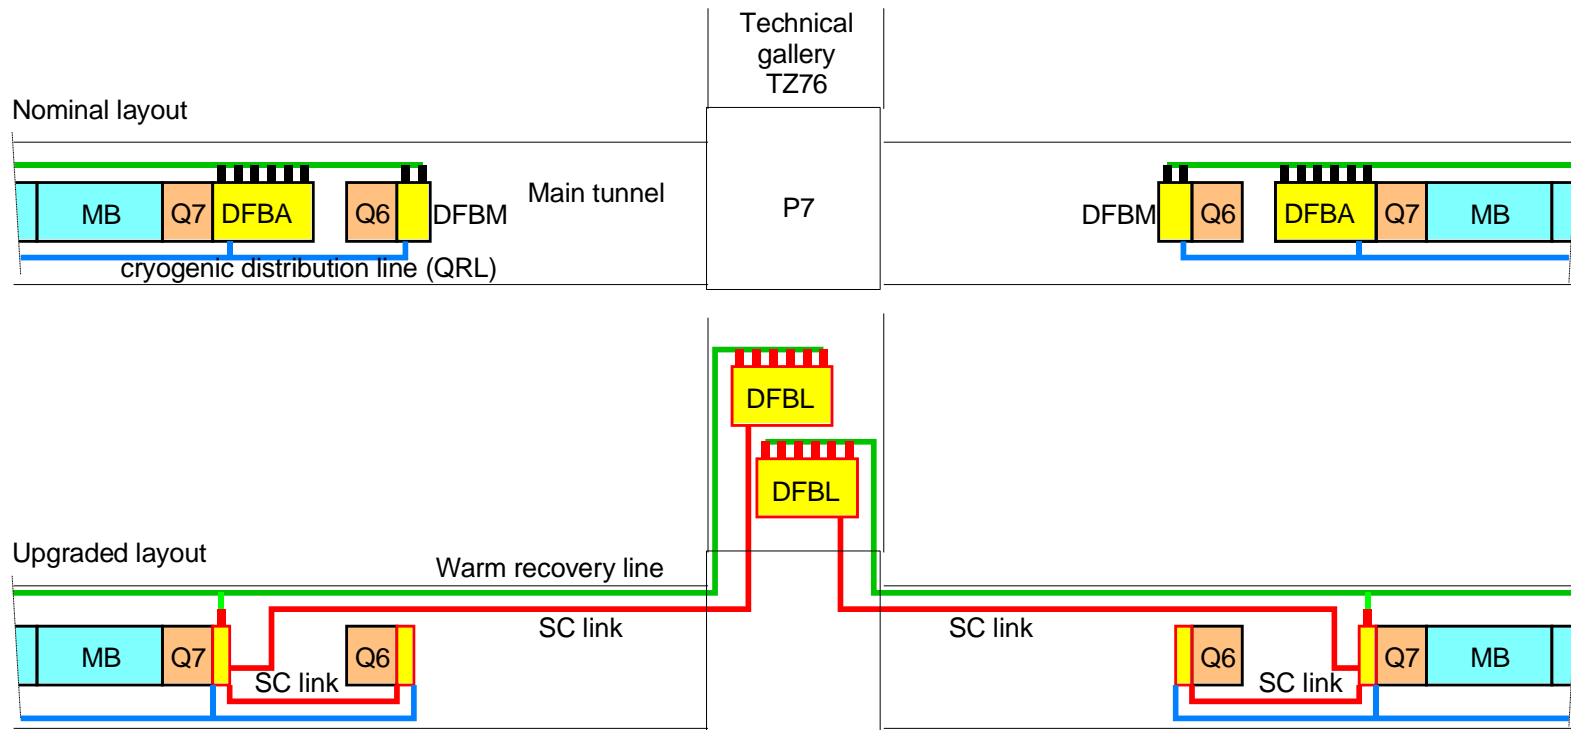 Technical
gallery
TZ76
Nominal layout
MB
Q7
DFBA
Q6
DFBM
Main tunnel
P7
DFBM
Q6
DFBA
Q7
MB
cryogenic distribution line (QRL)
DFBL
DFBL
Upgraded layout
Warm recovery line
SC link
SC link
MB
Q7
Q6
Q6
Q7
MB
SC link
SC link